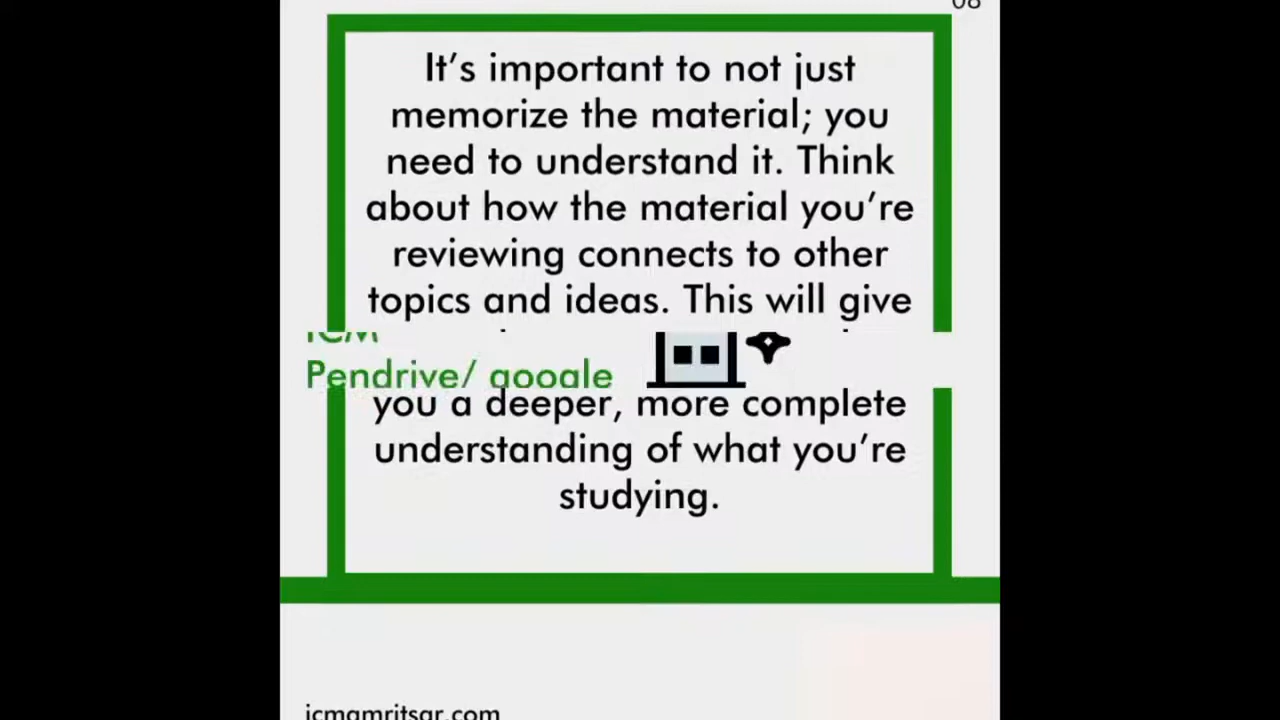 08
It's important to not just
memorize the material; you
need to understand it. Think
about how the material you're
reviewing connects to other
topics and ideas. This will give
ICM
Pendrive/ google
you a deeper, more complete
understanding of what you're
studying.
icmamritsar.com